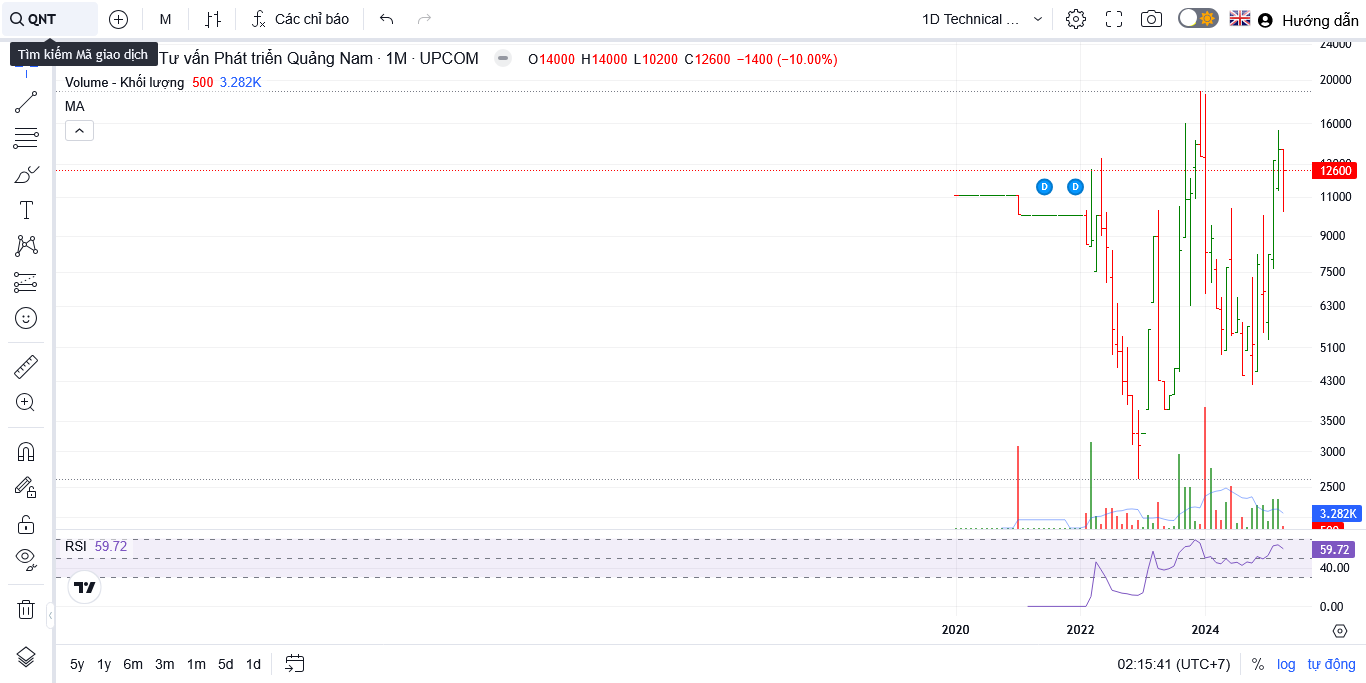 QNT
M
Các chỉ báo
1D Technical ...
Hướng dẫn
Tìm kiếm Mã giao dịch
Tư vấn Phát triển Quảng Nam · 1M · UPCOM
O14000 H14000 L10200 C12600 −1400 (−10.00%)
Volume - Khối lượng 500 3.282K
MA
D
D
24000
20000
16000
12600
11000
9000
7500
6300
5100
4300
3500
3000
2500
3.282K
RSI 59.72
59.72
40.00
0.00
2020
2022
2024
5y 1y 6m 3m 1m 5d 1d
02:15:41 (UTC+7)
%
log
tự động